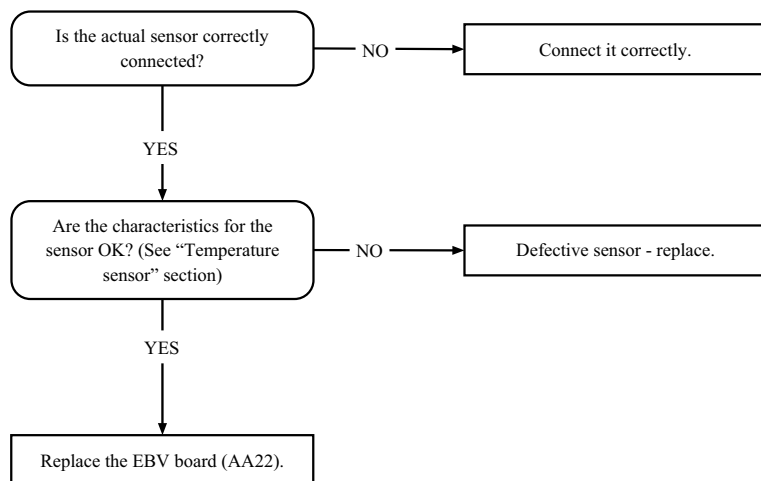 Is the actual sensor correctly
connected?
NO
Connect it correctly.
YES
Are the characteristics for the
sensor OK? (See “Temperature
sensor” section)
NO
Defective sensor - replace.
YES
Replace the EBV board (AA22).